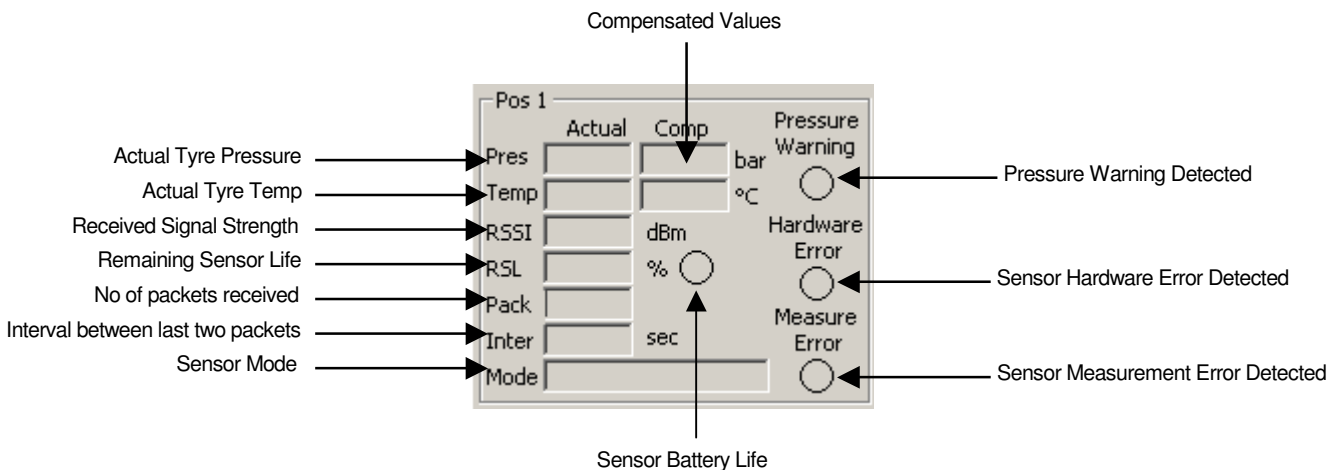 Compensated Values
Pos 1
Actual Comp
Pressure
Warning
Actual Tyre Pressure
Pres
bar
Pressure Warning Detected
Actual Tyre Temp
Temp
°C
Received Signal Strength
RSSI
dBm
Hardware
Error
Remaining Sensor Life
RSL
%
Sensor Hardware Error Detected
No of packets received
Pack
Measure
Error
Interval between last two packets
Inter
sec
Sensor Mode
Mode
Sensor Measurement Error Detected
Sensor Battery Life